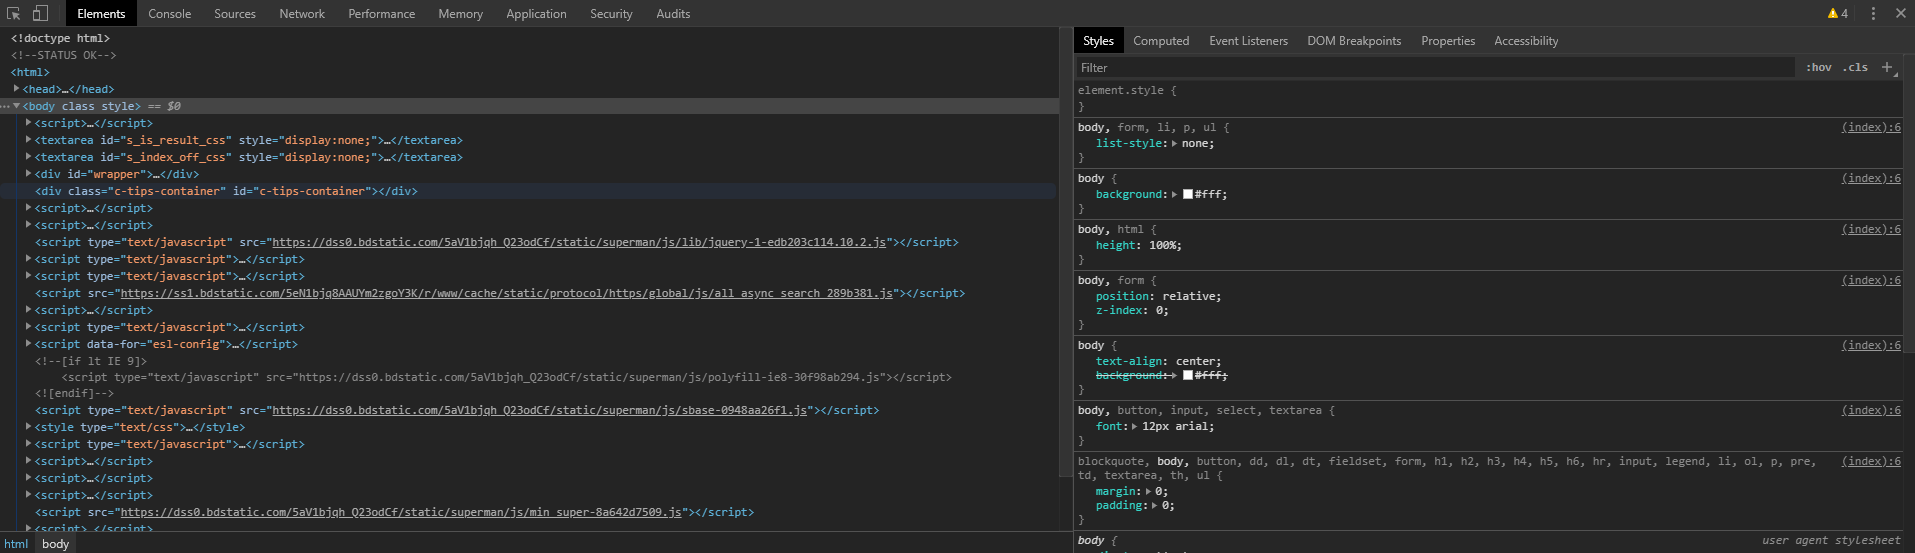 Elements Console Sources Network Performance Memory Application Security Audits 4
<!doctype html>
<!--STATUS OK-->
<html>
<head>…</head>
<body class style> == $0
<script>…</script>
<textarea id="s_is_result_css" style="display:none;">…</textarea>
<textarea id="s_index_off_css" style="display:none;">…</textarea>
<div id="wrapper">…</div>
<div class="c-tips-container" id="c-tips-container"></div>
<script>…</script>
<script>…</script>
<script type="text/javascript" src="https://dss0.bdstatic.com/5aV1bjqh_Q23odCf/static/superman/js/lib/jquery-1-edb203c114.10.2.js"></script>
<script type="text/javascript">…</script>
<script type="text/javascript">…</script>
<script src="https://ss1.bdstatic.com/5eN1bjq8AAUYm2zgoY3K/r/www/cache/static/protocol/https/global/js/all_async_search_289b381.js"></script>
<script>…</script>
<script type="text/javascript">…</script>
<script data-for="esl-config">…</script>
<!--[if lt IE 9]>
<script type="text/javascript" src="https://dss0.bdstatic.com/5aV1bjqh_Q23odCf/static/superman/js/polyfill-ie8-30f98ab294.js"></script>
<![endif]-->
<script type="text/javascript" src="https://dss0.bdstatic.com/5aV1bjqh_Q23odCf/static/superman/js/sbase-0948aa26f1.js"></script>
<style type="text/css">…</style>
<script type="text/javascript">…</script>
<script>…</script>
<script>…</script>
<script>…</script>
<script src="https://dss0.bdstatic.com/5aV1bjqh_Q23odCf/static/superman/js/min_super-8a642d7509.js"></script>
<script>…</script>
html body
Styles Computed Event Listeners DOM Breakpoints Properties Accessibility
Filter :hov .cls +
element.style {
}
body, form, li, p, ul { (index):6
list-style: none;
}
body { (index):6
background: #fff;
}
body, html { (index):6
height: 100%;
}
body, form { (index):6
position: relative;
z-index: 0;
}
body { (index):6
text-align: center;
background: #fff;
}
body, button, input, select, textarea { (index):6
font: 12px arial;
}
blockquote, body, button, dd, dl, dt, fieldset, form, h1, h2, h3, h4, h5, h6, hr, input, legend, li, ol, p, pre, (index):6
td, textarea, th, ul {
margin: 0;
padding: 0;
}
body { user agent stylesheet